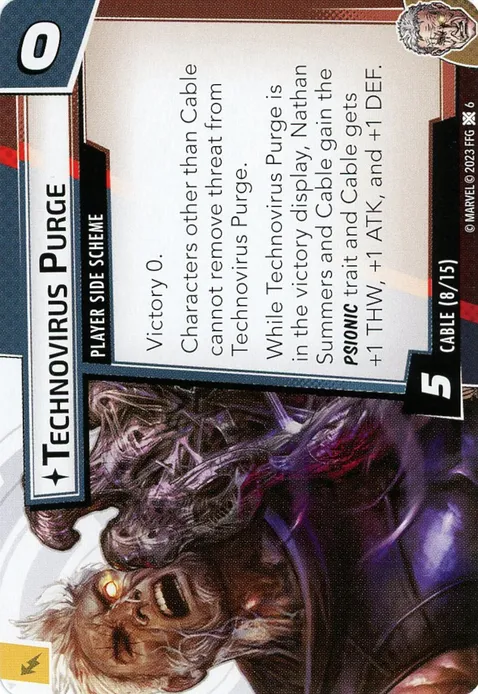 0
✦TECHNOVIRUS PURGE
PLAYER SIDE SCHEME
Victory 0.
Characters other than Cable
cannot remove threat from
Technovirus Purge.
While Technovirus Purge is
in the victory display, Nathan
Summers and Cable gain the
PSIONIC trait and Cable gets
+1 THW, +1 ATK, and +1 DEF.
5
CABLE (8/15)
© MARVEL © 2023 FFG ※ 6